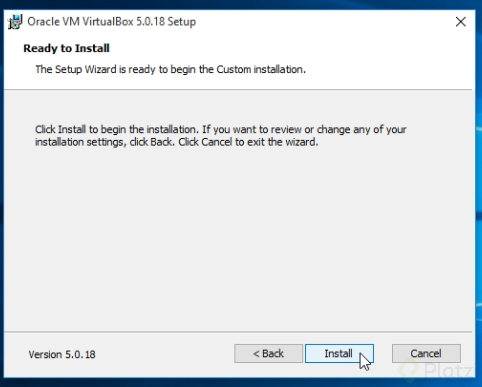 Oracle VM VirtualBox 5.0.18 Setup
Ready to Install
The Setup Wizard is ready to begin the Custom installation.
Click Install to begin the installation. If you want to review or change any of your
installation settings, click Back. Click Cancel to exit the wizard.
Version 5.0.18
< Back
Install
Cancel
Platzi